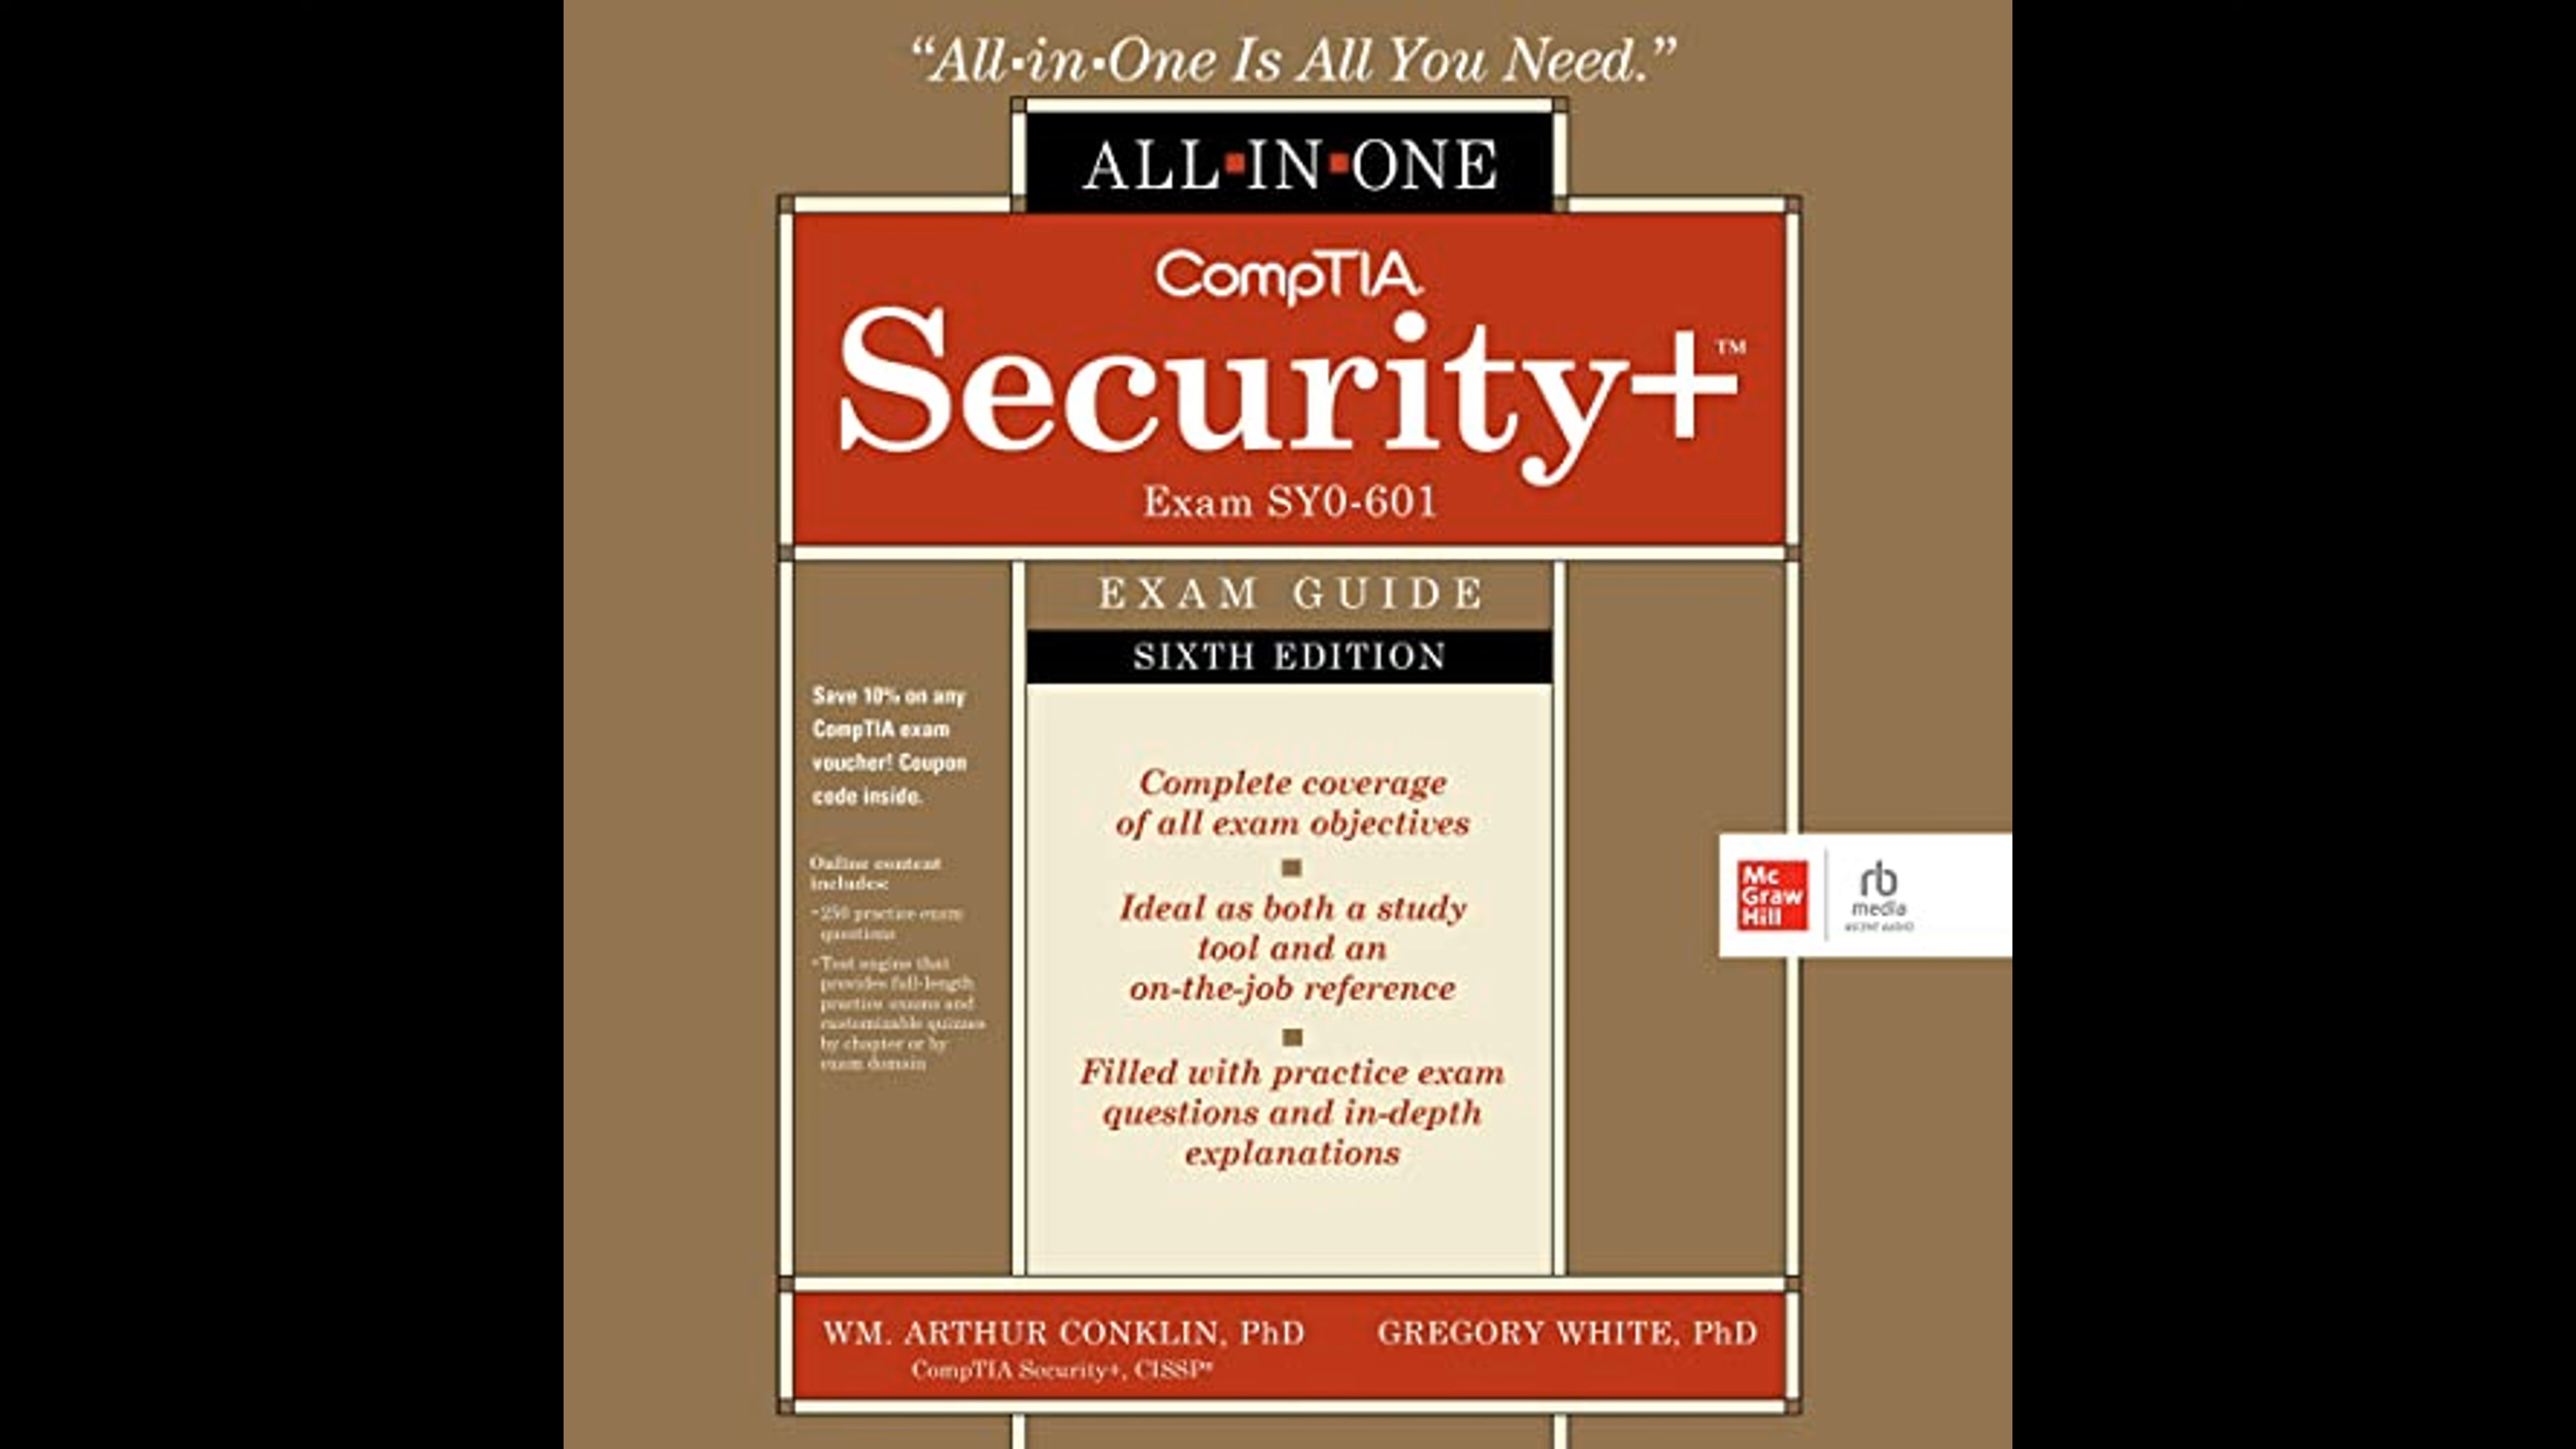 “All▪in▪One Is All You Need.”
ALL▪IN▪ONE
CompTIA.
Security+™
Exam SY0-601
EXAM GUIDE
SIXTH EDITION
Save 10% on any
CompTIA exam
voucher! Coupon
code inside.
Online content
includes:
•250 practice exam
questions
•Test engine that
provides full-length
practice exams and
customizable quizzes
by chapter or by
exam domain
Complete coverage
of all exam objectives
Ideal as both a study
tool and an
on-the-job reference
Filled with practice exam
questions and in-depth
explanations
Mc
Graw
Hill
rb
media
WM. ARTHUR CONKLIN, PhD
CompTIA Security+, CISSP®
GREGORY WHITE, PhD